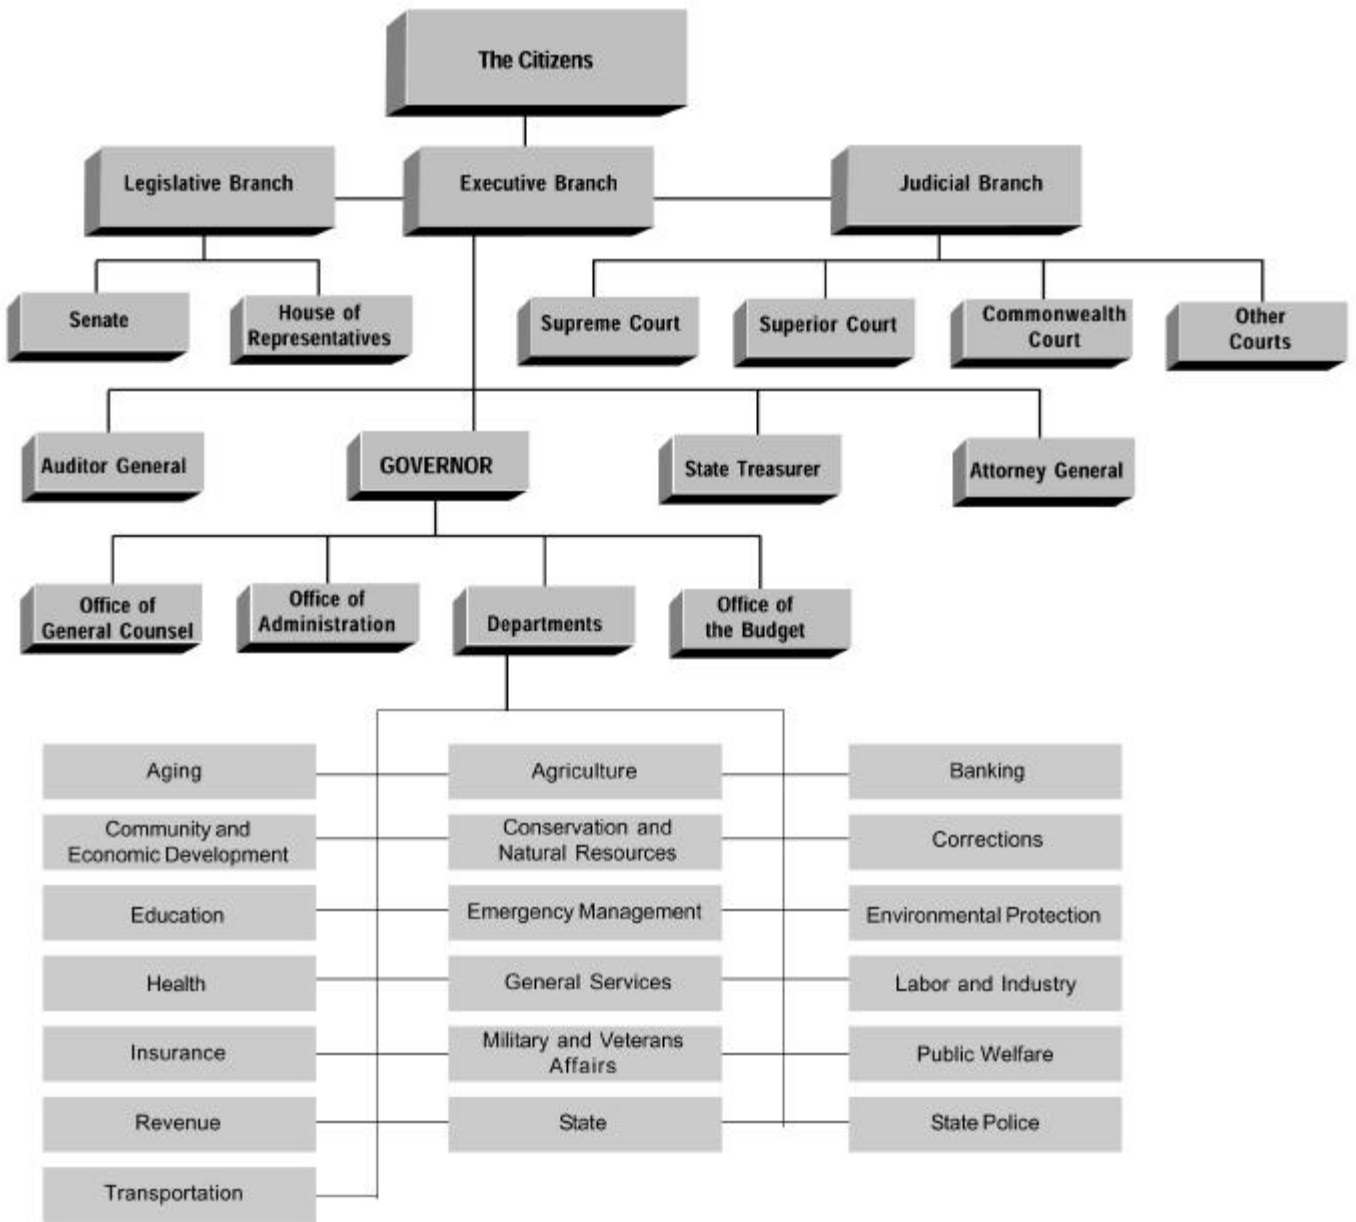 The Citizens
Legislative Branch
Executive Branch
Judicial Branch
Senate
House of
Representatives
Supreme Court
Superior Court
Commonwealth
Court
Other
Courts
Auditor General
GOVERNOR
State Treasurer
Attorney General
Office of
General Counsel
Office of
Administration
Departments
Office of
the Budget
Aging
Agriculture
Banking
Community and
Economic Development
Conservation and
Natural Resources
Corrections
Education
Emergency Management
Environmental Protection
Health
General Services
Labor and Industry
Insurance
Military and Veterans
Affairs
Public Welfare
Revenue
State
State Police
Transportation